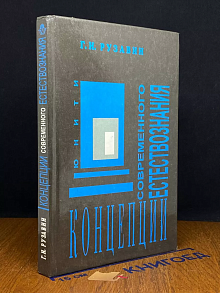 Г.И. РУЗАВИН
ЮНИТИ
КОНЦЕПЦИИ
СОВРЕМЕННОГО
ЕСТЕСТВОЗНАНИЯ
Г.И. РУЗАВИН КОНЦЕПЦИИ СОВРЕМЕННОГО ЕСТЕСТВОЗНАНИЯ
КНИГОЕД